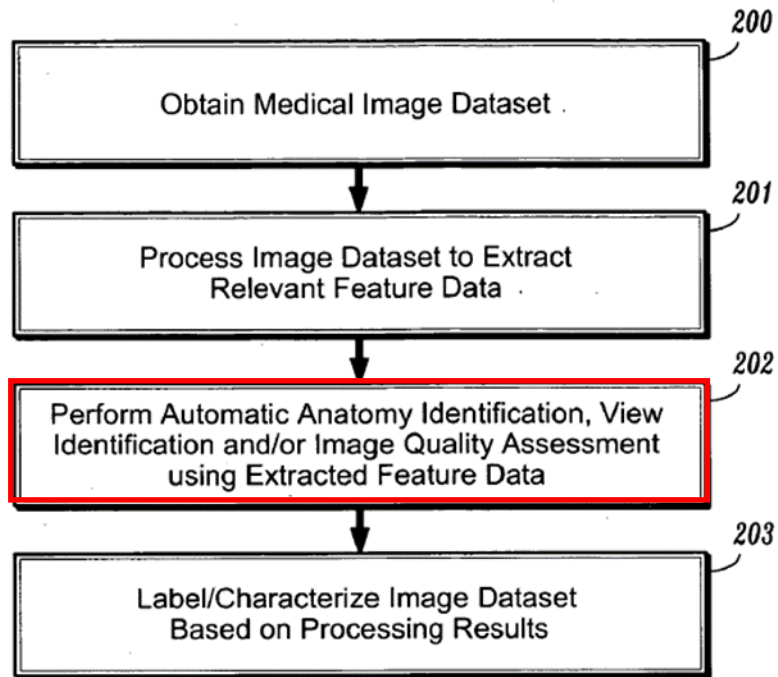 200
Obtain Medical Image Dataset
201
Process Image Dataset to Extract
Relevant Feature Data
202
Perform Automatic Anatomy Identification, View
Identification and/or Image Quality Assessment
using Extracted Feature Data
203
Label/Characterize Image Dataset
Based on Processing Results